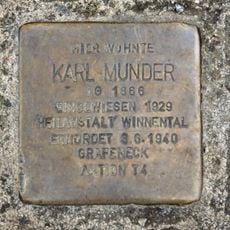 HIER WOHNTE
KARL MUNDER
JG 1866
EINGEWIESEN 1929
HEILANSTALT WINNENTAL
ERMORDET 3.6.1940
GRAFENECK
AKTION T4